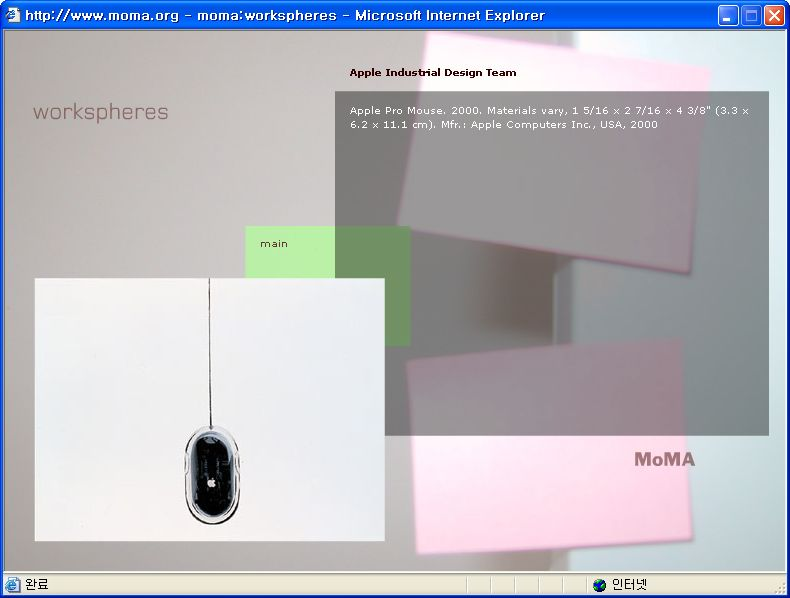 http://www.moma.org - moma:workspheres - Microsoft Internet Explorer
Apple Industrial Design Team
workspheres
Apple Pro Mouse. 2000. Materials vary, 1 5/16 x 2 7/16 x 4 3/8" (3.3 x
6.2 x 11.1 cm). Mfr.: Apple Computers Inc., USA, 2000
main
MoMA
완료
인터넷